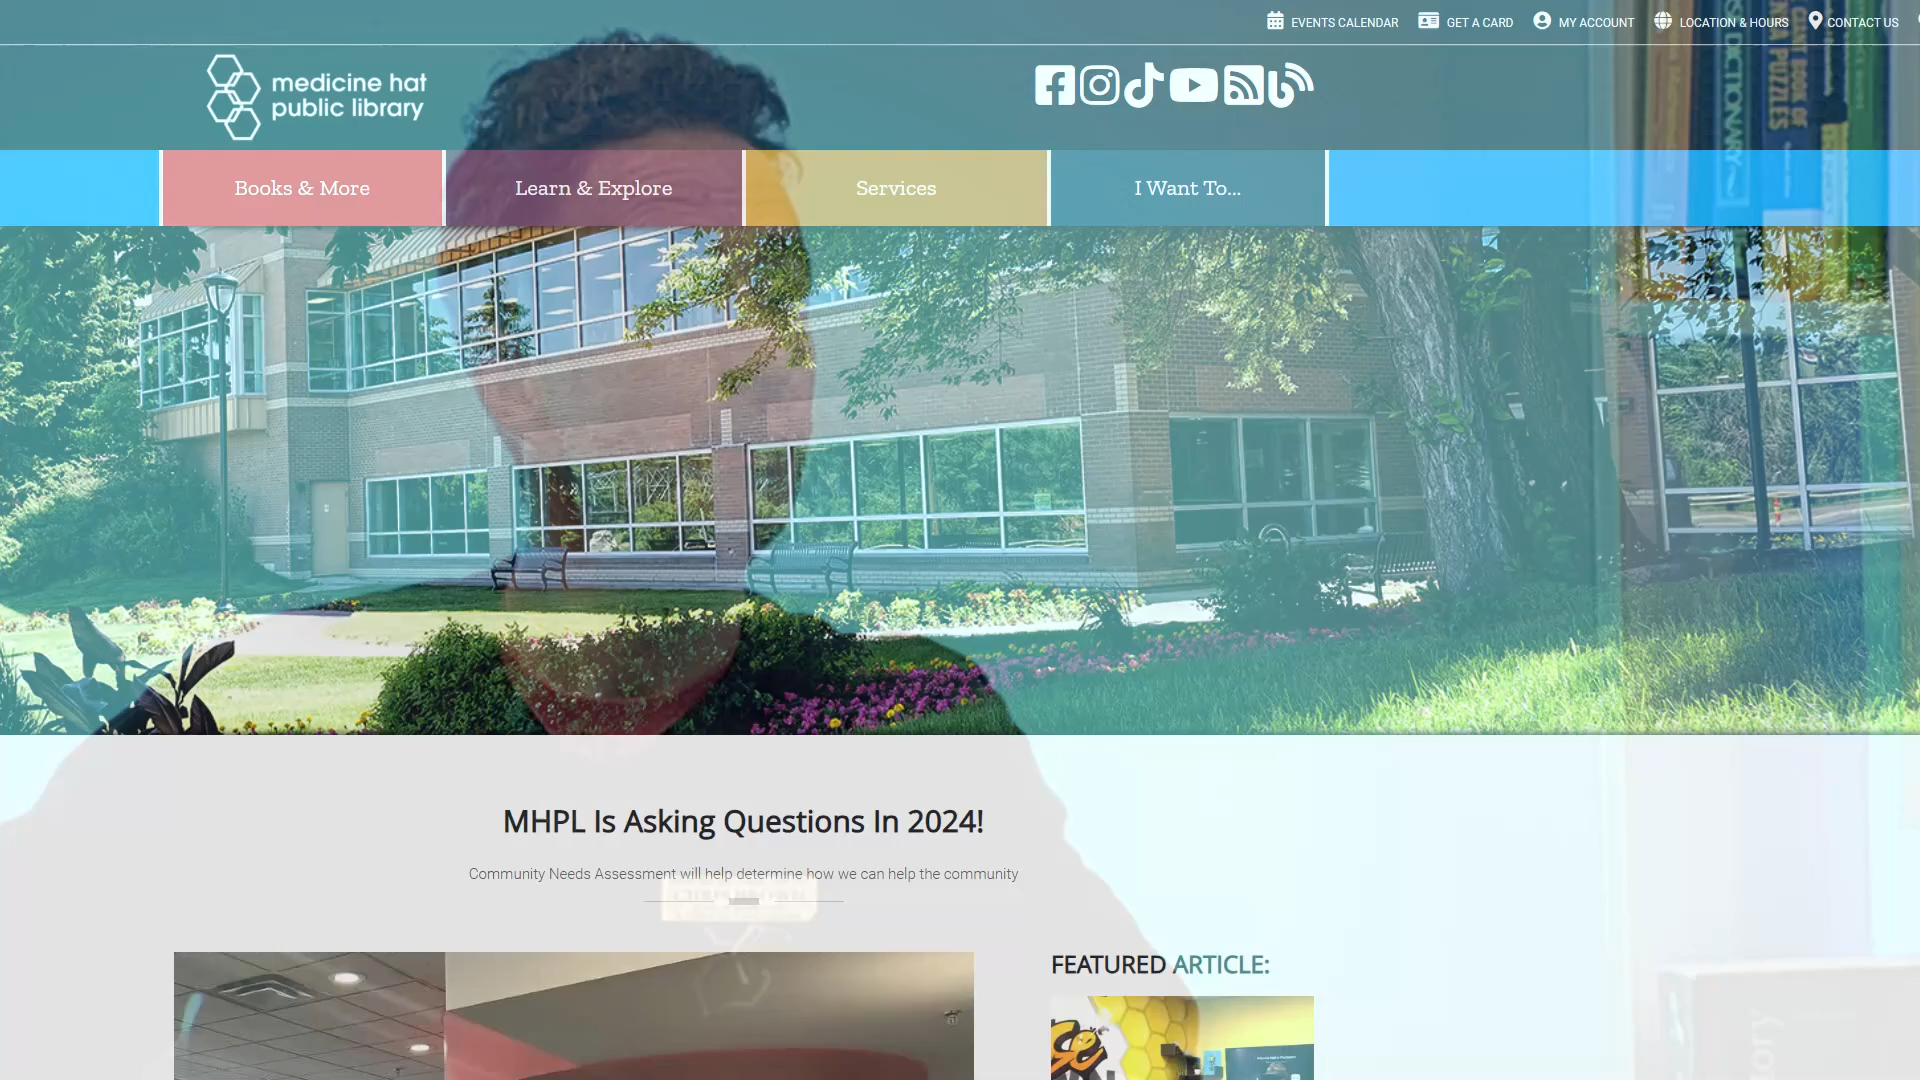 EVENTS CALENDAR
GET A CARD
MY ACCOUNT
LOCATION & HOURS
CONTACT US
medicine hat
public library
Books & More
Learn & Explore
Services
I Want To...
DICTIONARY
PUZZLES
MHPL Is Asking Questions In 2024!
Community Needs Assessment will help determine how we can help the community
FEATURED ARTICLE: